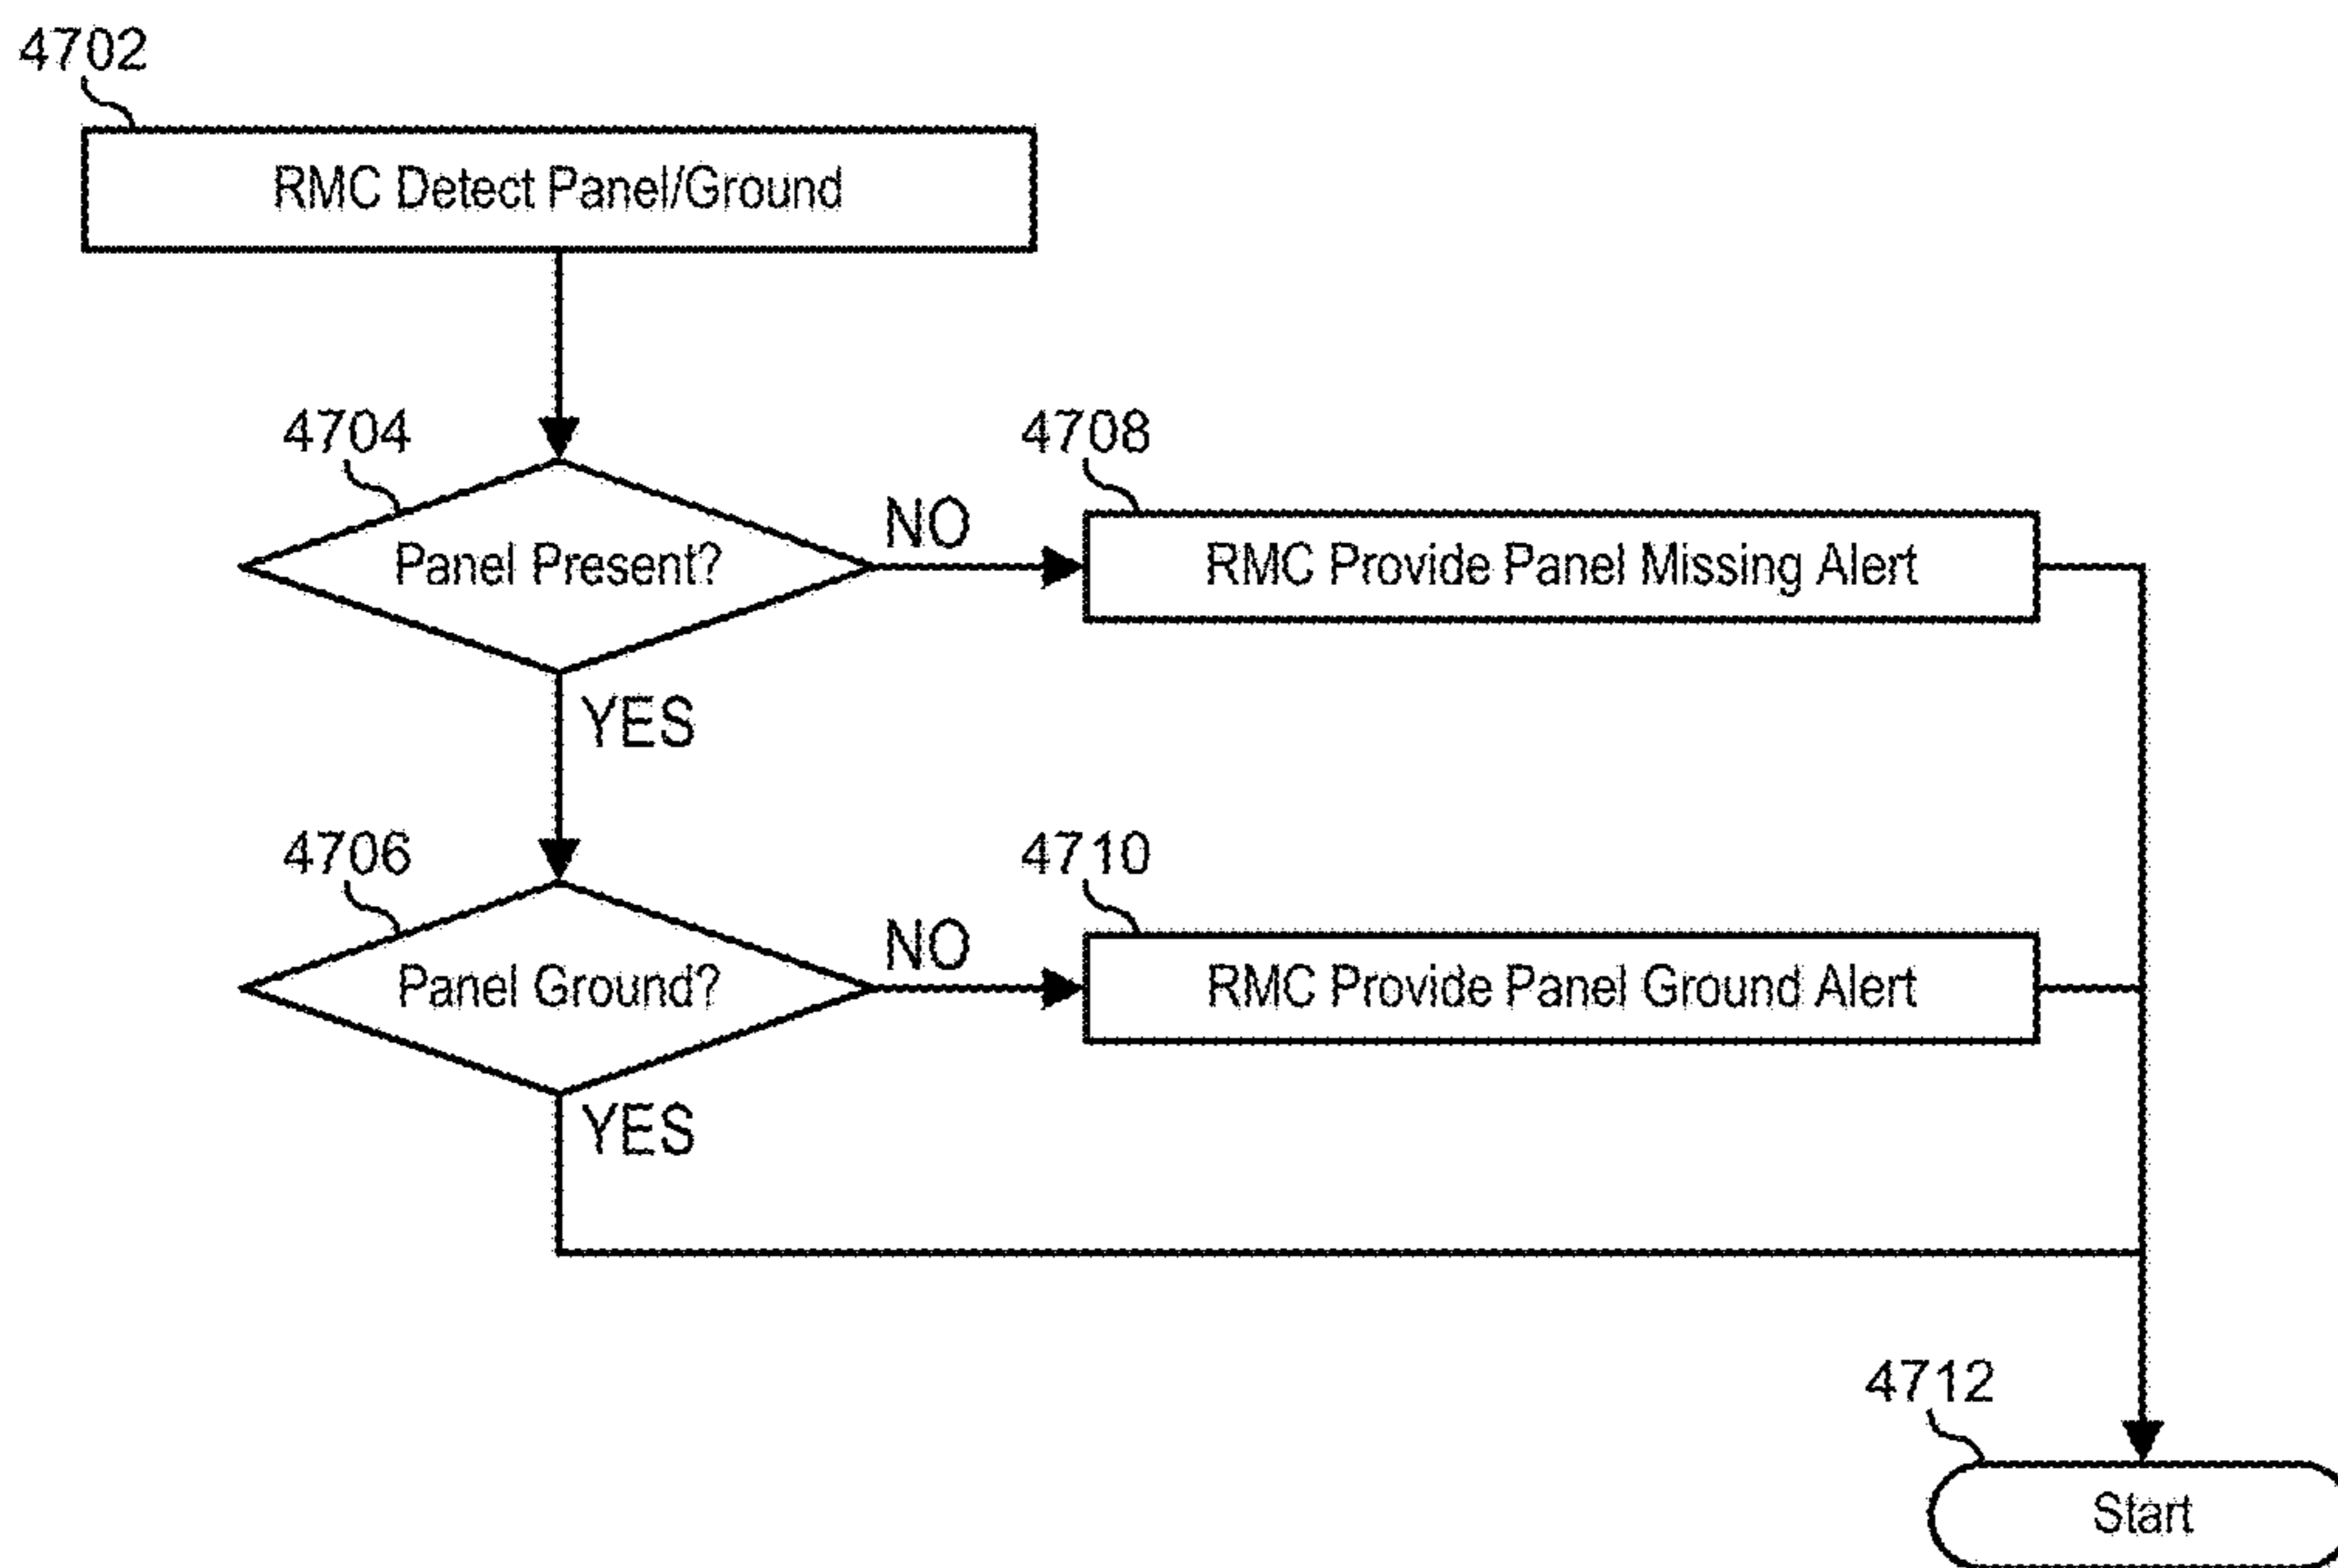 4702
RMC Detect Panel/Ground
4704
Panel Present?
NO
4708
RMC Provide Panel Missing Alert
YES
4706
Panel Ground?
NO
4710
RMC Provide Panel Ground Alert
YES
4712
Start